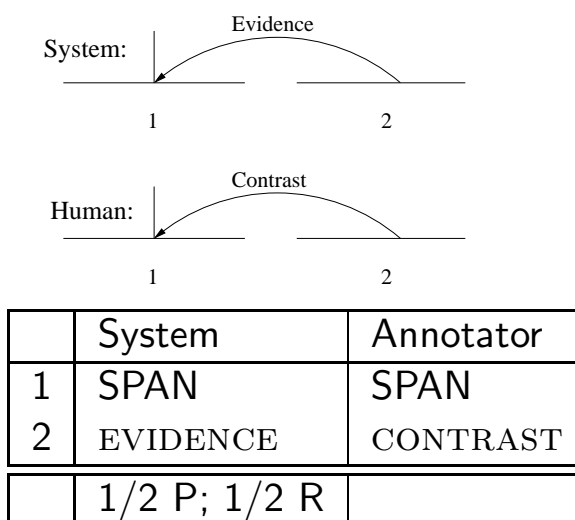 Evidence
System:
1 2
Contrast
Human:
1 2
System Annotator
1 SPAN SPAN
2 EVIDENCE CONTRAST
1/2 P; 1/2 R